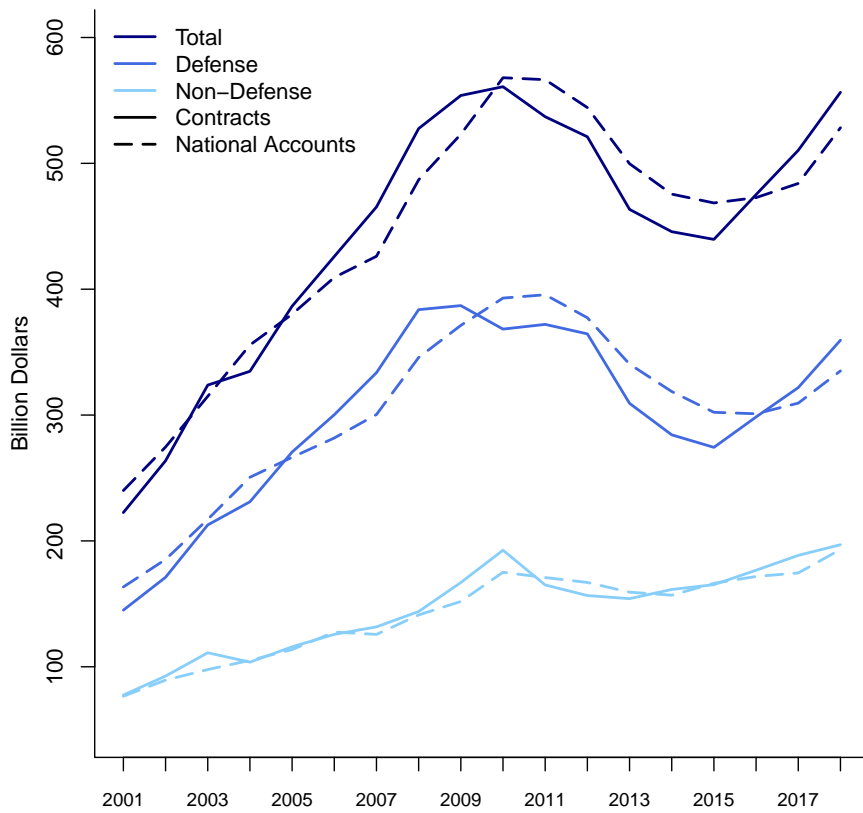 Total
Defense
Non−Defense
Contracts
National Accounts
Billion Dollars
600
500
400
300
200
100
2001 2003 2005 2007 2009 2011 2013 2015 2017